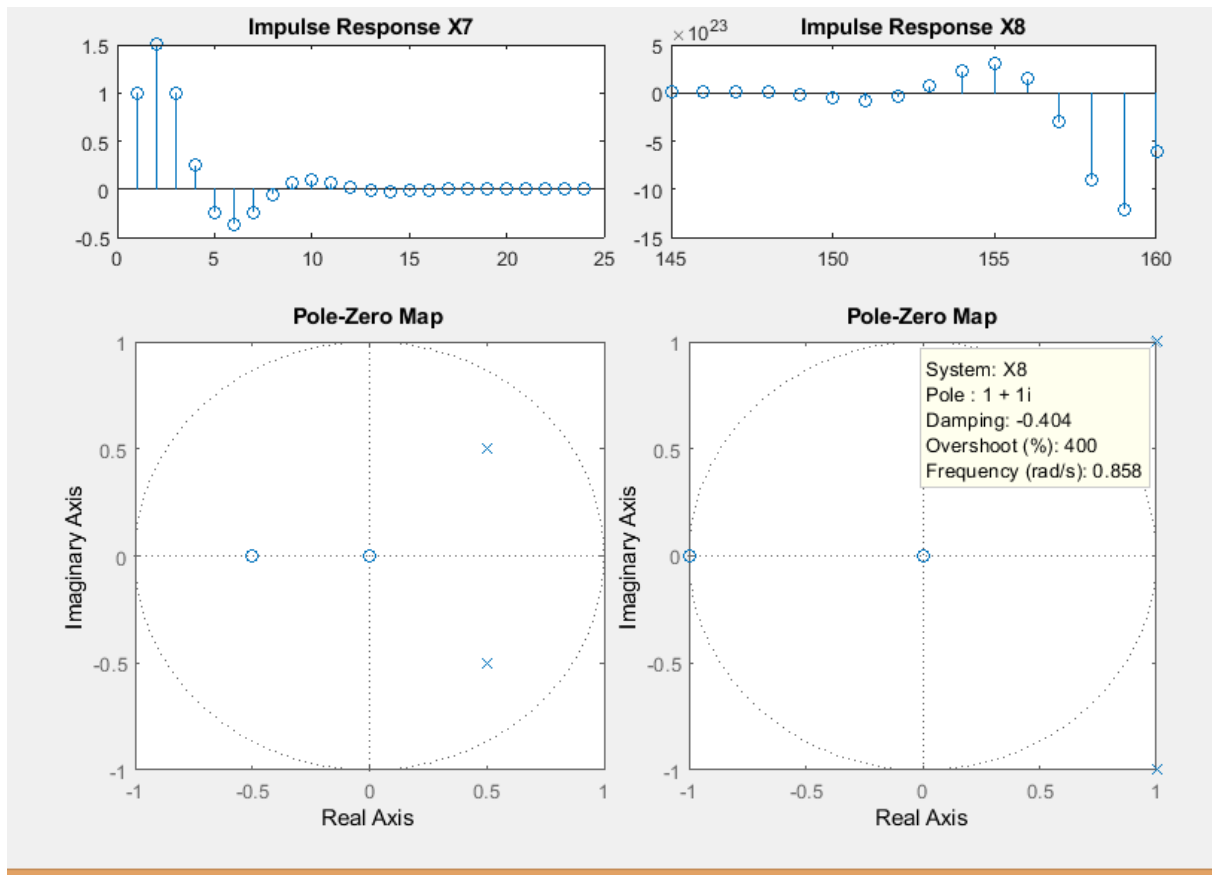 Impulse Response X7
1.5
1
0.5
0
-0.5
0 5 10 15 20 25
Impulse Response X8
×10^23
5
0
-5
-10
-15
145 150 155 160
Pole-Zero Map
1
0.5
0
-0.5
-1
-1 -0.5 0 0.5 1
Imaginary Axis
Real Axis
Pole-Zero Map
System: X8
Pole : 1 + 1i
Damping: -0.404
Overshoot (%): 400
Frequency (rad/s): 0.858
1
0.5
0
-0.5
-1
-1 -0.5 0 0.5 1
Imaginary Axis
Real Axis